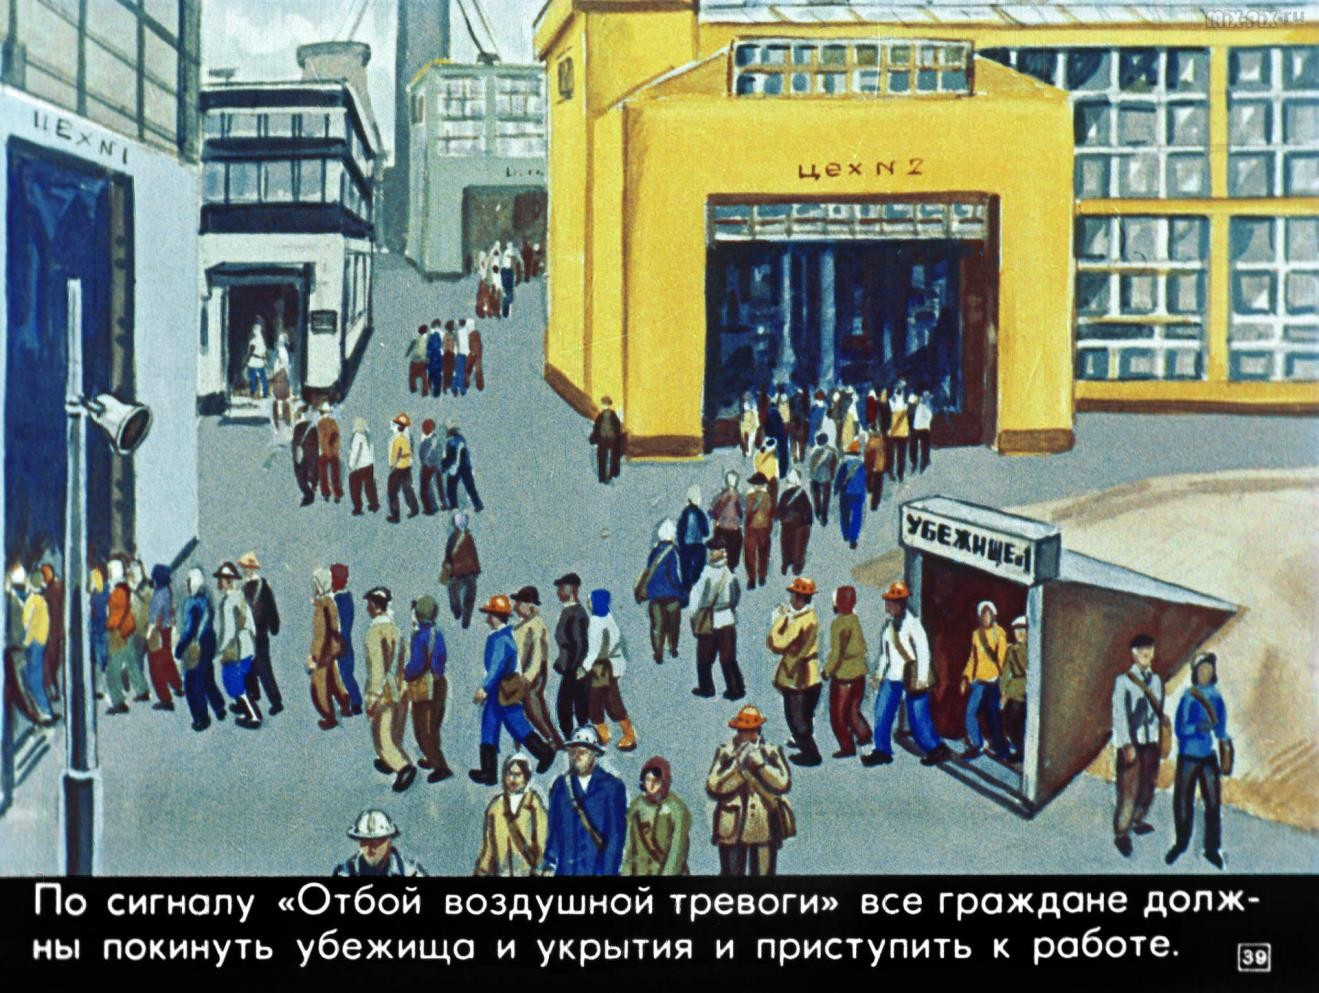 ЦЕХ N 1
цех N 2
УБЕЖИЩЕ
По сигналу «Отбой воздушной тревоги» все граждане долж-
ны покинуть убежища и укрытия и приступить к работе.
39